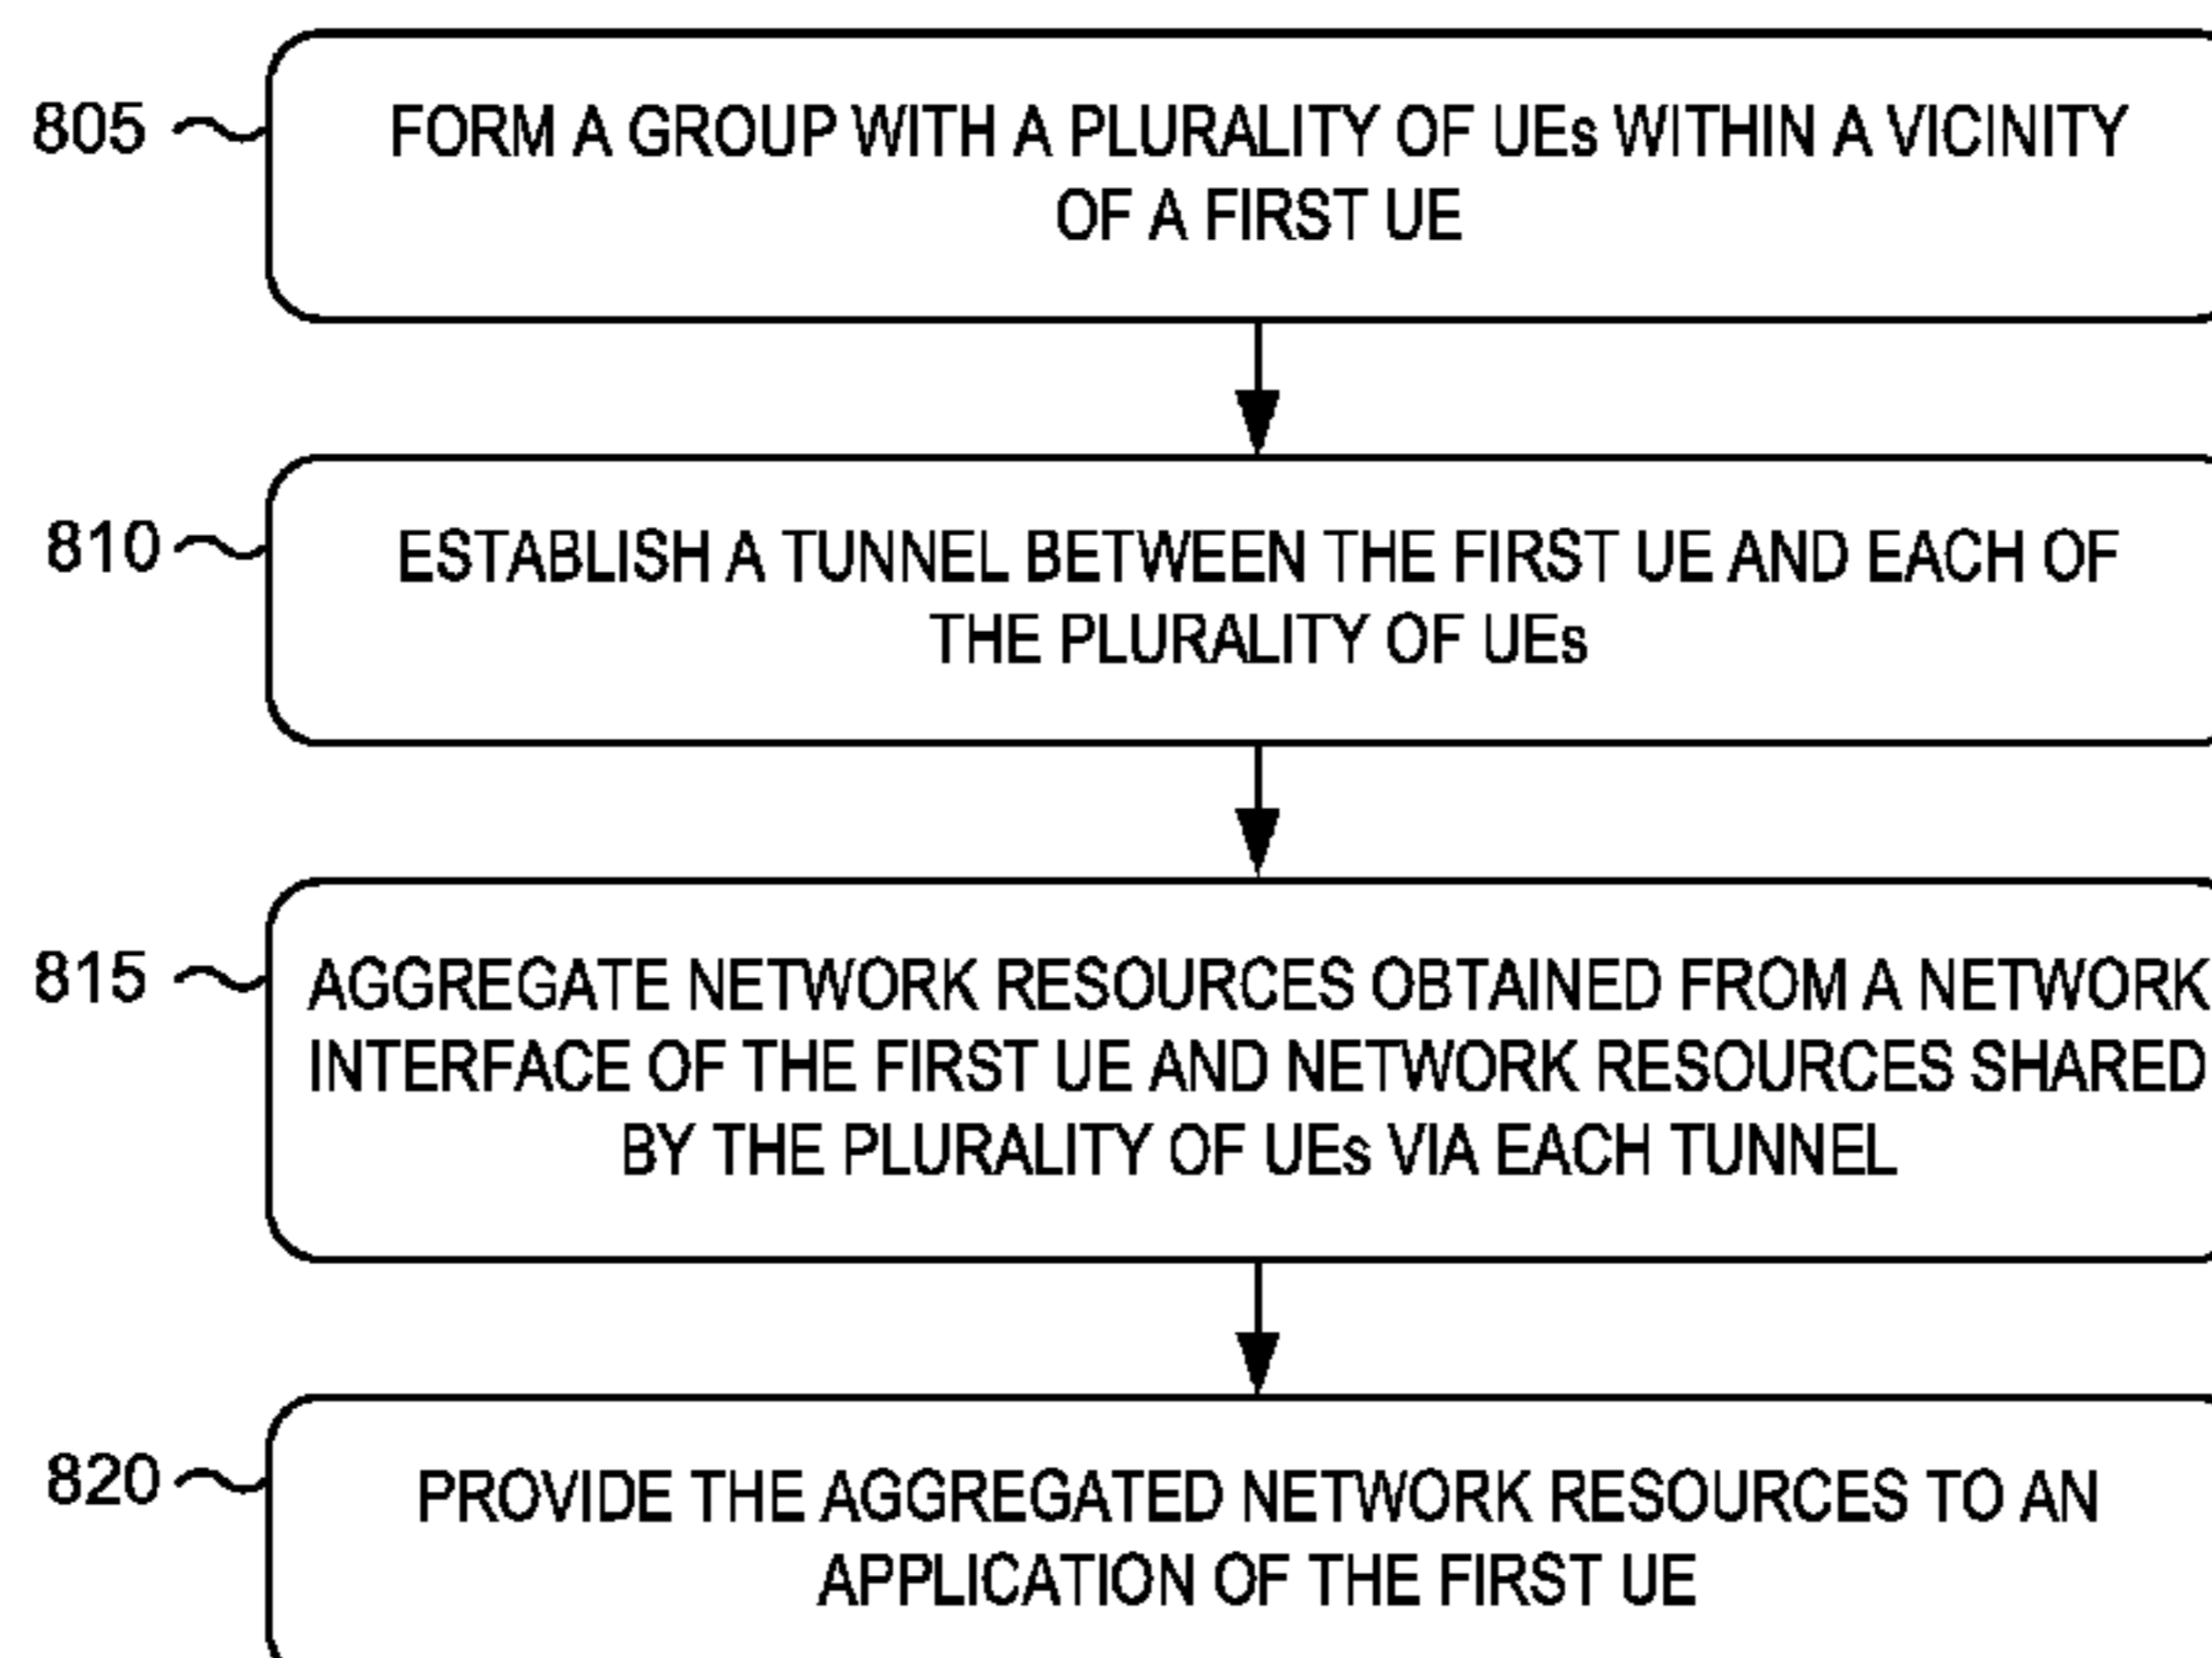 805
FORM A GROUP WITH A PLURALITY OF UEs WITHIN A VICINITY
OF A FIRST UE
810
ESTABLISH A TUNNEL BETWEEN THE FIRST UE AND EACH OF
THE PLURALITY OF UEs
815
AGGREGATE NETWORK RESOURCES OBTAINED FROM A NETWORK
INTERFACE OF THE FIRST UE AND NETWORK RESOURCES SHARED
BY THE PLURALITY OF UEs VIA EACH TUNNEL
820
PROVIDE THE AGGREGATED NETWORK RESOURCES TO AN
APPLICATION OF THE FIRST UE